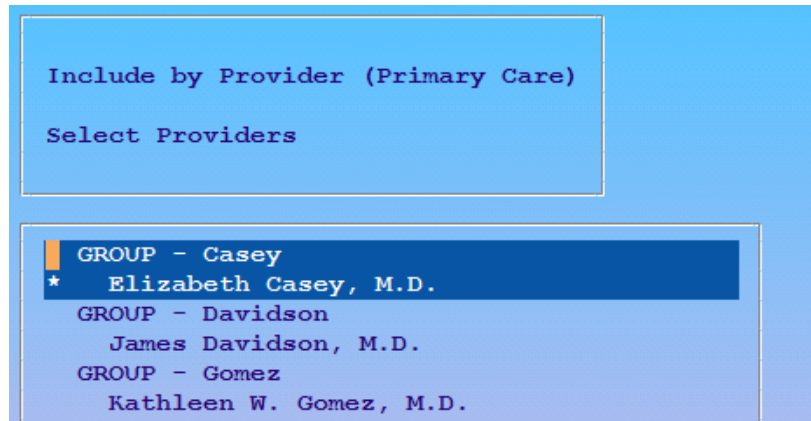 Include by Provider (Primary Care)
Select Providers
GROUP - Casey
* Elizabeth Casey, M.D.
GROUP - Davidson
James Davidson, M.D.
GROUP - Gomez
Kathleen W. Gomez, M.D.